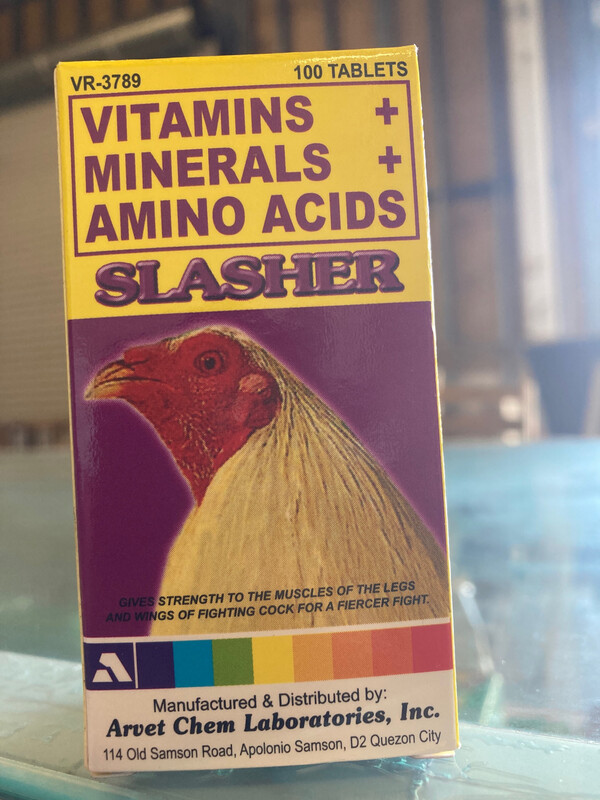 VR-3789 100 TABLETS
VITAMINS +
MINERALS +
AMINO ACIDS
SLASHER
GIVES STRENGTH TO THE MUSCLES OF THE LEGS
AND WINGS OF FIGHTING COCK FOR A FIERCER FIGHT.
Manufactured & Distributed by:
Arvet Chem Laboratories, Inc.
114 Old Samson Road, Apolonio Samson, D2 Quezon City